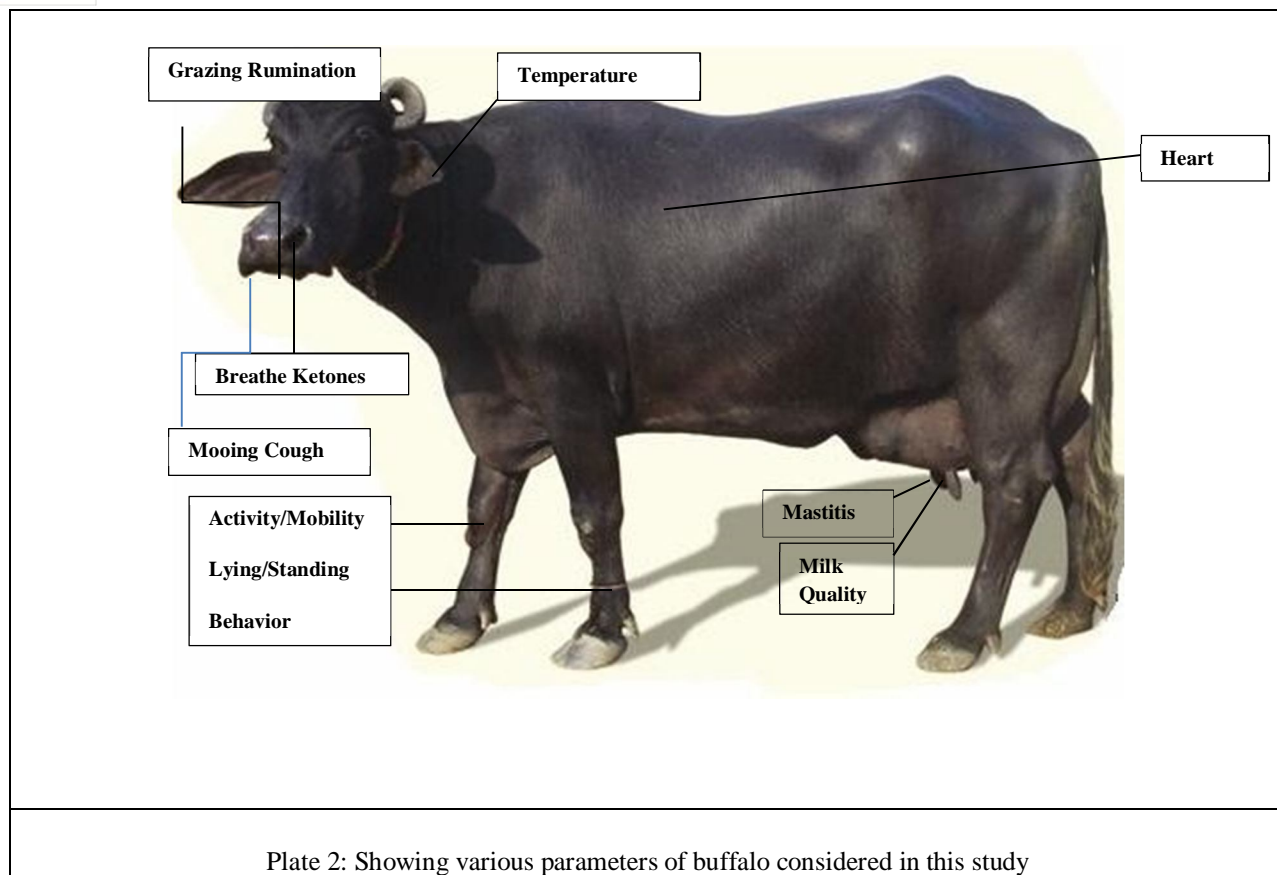 Grazing Rumination
Temperature
Heart
Breathe Ketones
Mooing Cough
Activity/Mobility
Lying/Standing
Behavior
Mastitis
Milk
Quality
Plate 2: Showing various parameters of buffalo considered in this study